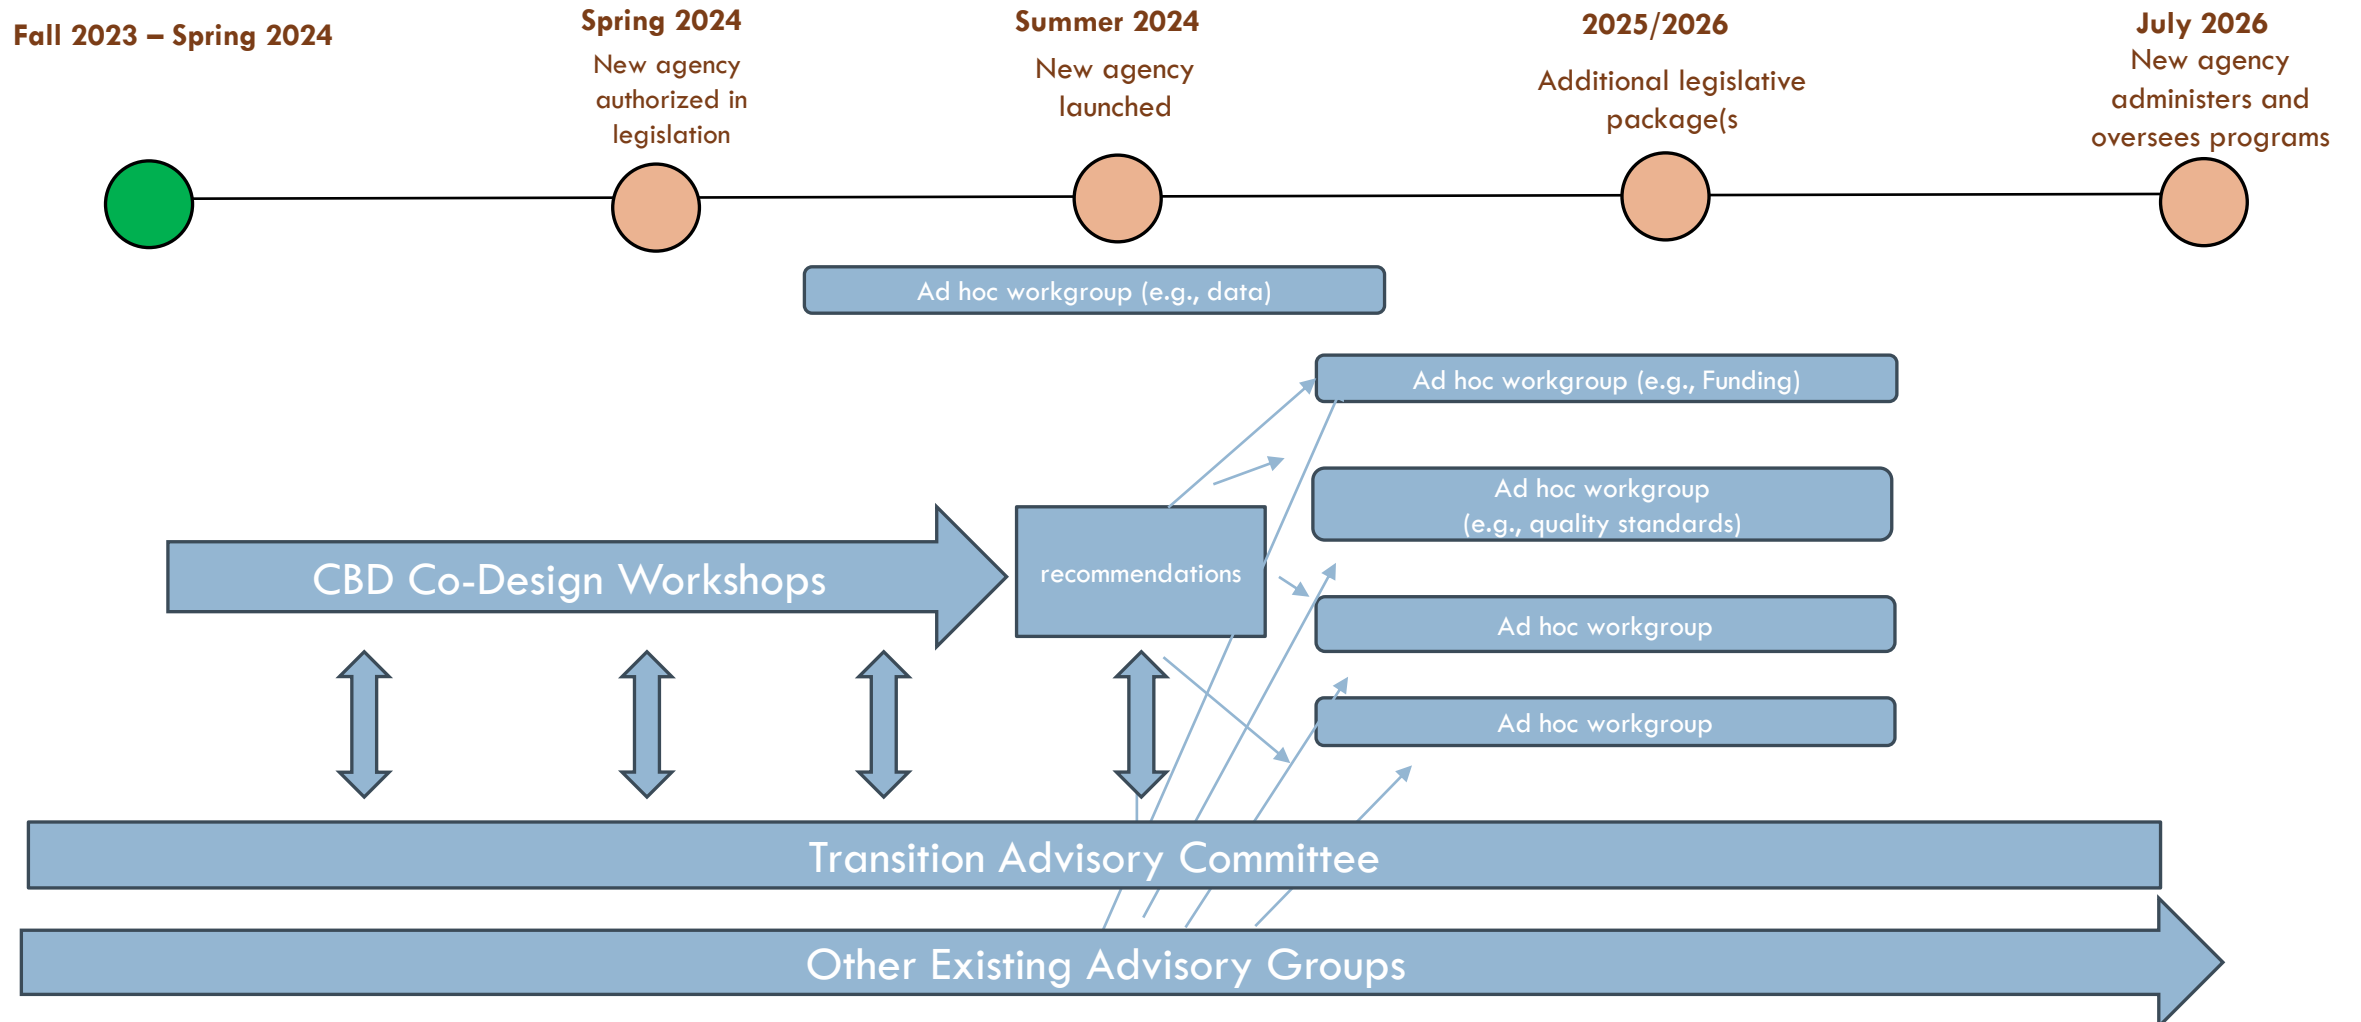 Fall 2023 – Spring 2024
Spring 2024
New agency
authorized in
legislation
Summer 2024
New agency
launched
2025/2026
Additional legislative
package(s
July 2026
New agency
administers and
oversees programs
Ad hoc workgroup (e.g., data)
Ad hoc workgroup (e.g., Funding)
Ad hoc workgroup
(e.g., quality standards)
CBD Co-Design Workshops
recommendations
Ad hoc workgroup
Ad hoc workgroup
Transition Advisory Committee
Other Existing Advisory Groups